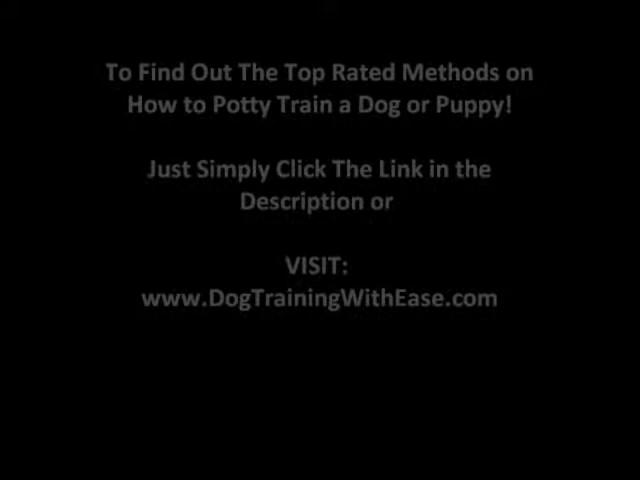 To Find Out The Top Rated Methods on
How to Potty Train a Dog or Puppy!
Just Simply Click The Link in the
Description or
VISIT:
www.DogTrainingWithEase.com